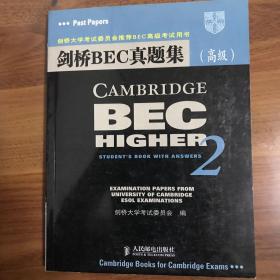 Past Papers
剑桥大学考试委员会推荐BEC高级考试用书
剑桥BEC真题集（高级）
CAMBRIDGE
BEC
HIGHER 2
STUDENT'S BOOK WITH ANSWERS
EXAMINATION PAPERS FROM
UNIVERSITY OF CAMBRIDGE
ESOL EXAMINATIONS
剑桥大学考试委员会 编
人民邮电出版社
POSTS & TELECOM PRESS
Cambridge Books for Cambridge Exams